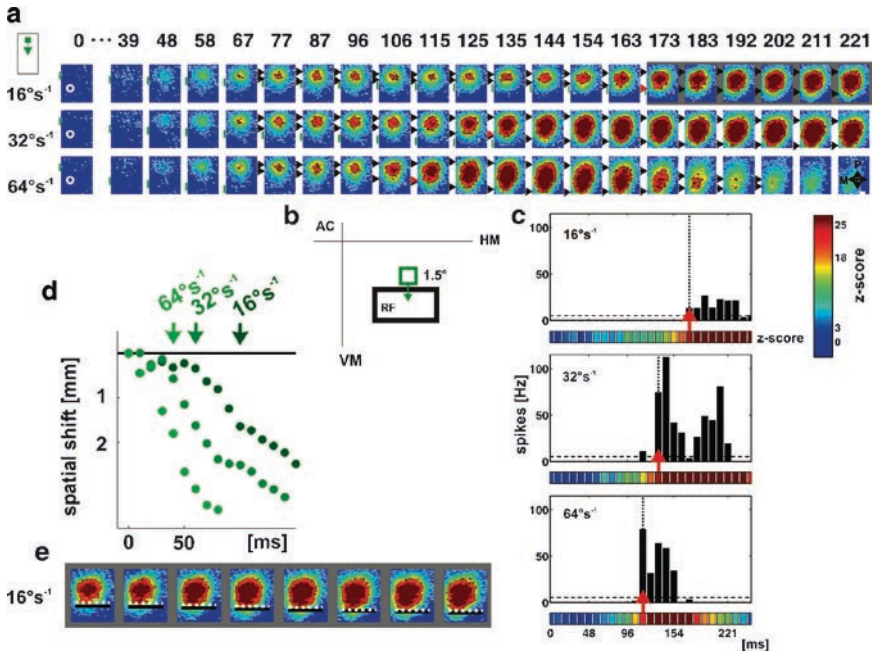 a
0 ··· 39 48 58 67 77 87 96 106 115 125 135 144 154 163 173 183 192 202 211 221
16°s⁻¹
32°s⁻¹
64°s⁻¹
P
M
b
AC
HM
1.5°
RF
VM
c
16°s⁻¹
100
50
0
z-score
25
18
3
0
z-score
32°s⁻¹
100
50
0
spikes [Hz]
64°s⁻¹
100
50
0
0 48 96 154 221
[ms]
d
64°s⁻¹
32°s⁻¹
16°s⁻¹
spatial shift [mm]
1
2
0 50 [ms]
e
16°s⁻¹